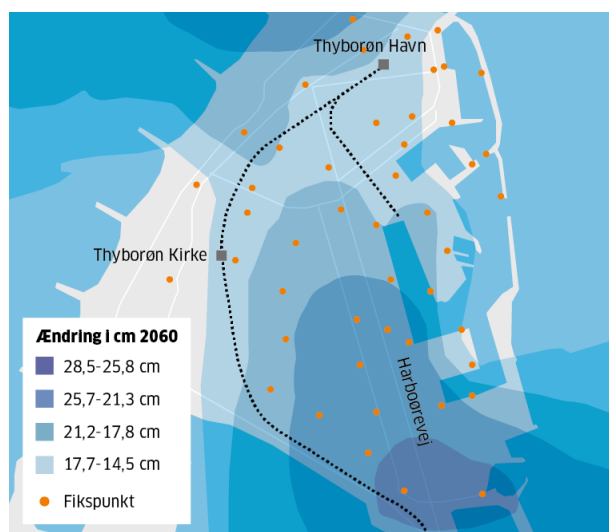 Thyborøn Havn
Thyborøn Kirke
Harboørevej
Ændring i cm 2060
28,5-25,8 cm
25,7-21,3 cm
21,2-17,8 cm
17,7-14,5 cm
Fikspunkt